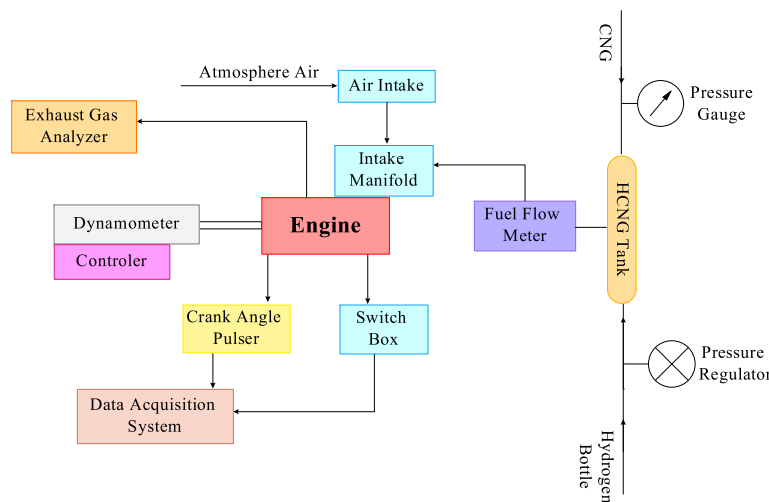 CNG
Atmosphere Air
Air Intake
Pressure
Gauge
Exhaust Gas
Analyzer
Intake
Manifold
HCNG Tank
Dynamometer
Engine
Fuel Flow
Meter
Controler
Crank Angle
Pulser
Switch
Box
Pressure
Regulator
Data Acquisition
System
Hydrogen
Bottle